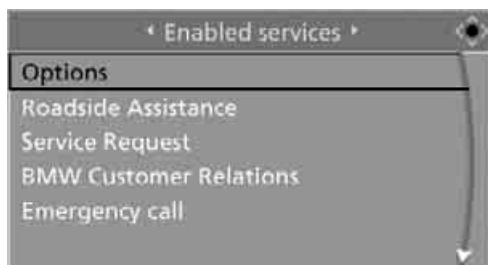 Enabled services
Options
Roadside Assistance
Service Request
BMW Customer Relations
Emergency call